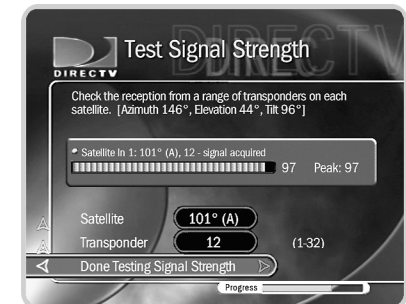 DIRECTV
Test Signal Strength
DIRECTV
Check the reception from a range of transponders on each
satellite. [Azimuth 146°, Elevation 44°, Tilt 96°]
Satellite In 1: 101° (A), 12 - signal acquired
97 Peak: 97
Satellite 101° (A)
Transponder 12 (1-32)
Done Testing Signal Strength
Progress